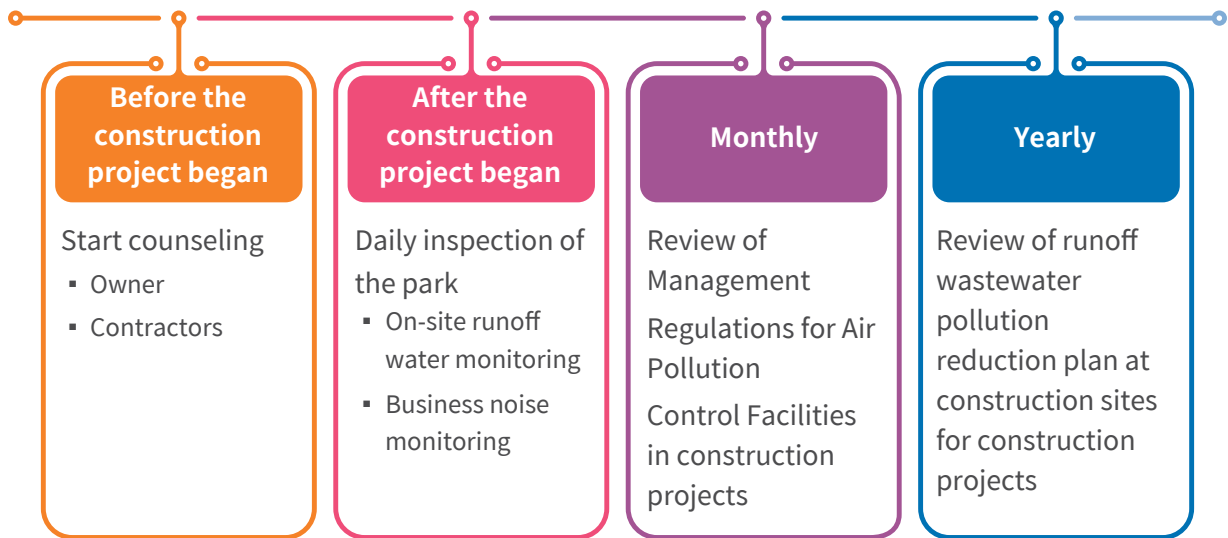 Before the
construction
project began
Start counseling
▪ Owner
▪ Contractors
After the
construction
project began
Daily inspection of
the park
▪ On-site runoff
water monitoring
▪ Business noise
monitoring
Monthly
Review of
Management
Regulations for Air
Pollution
Control Facilities
in construction
projects
Yearly
Review of runoff
wastewater
pollution
reduction plan at
construction sites
for construction
projects